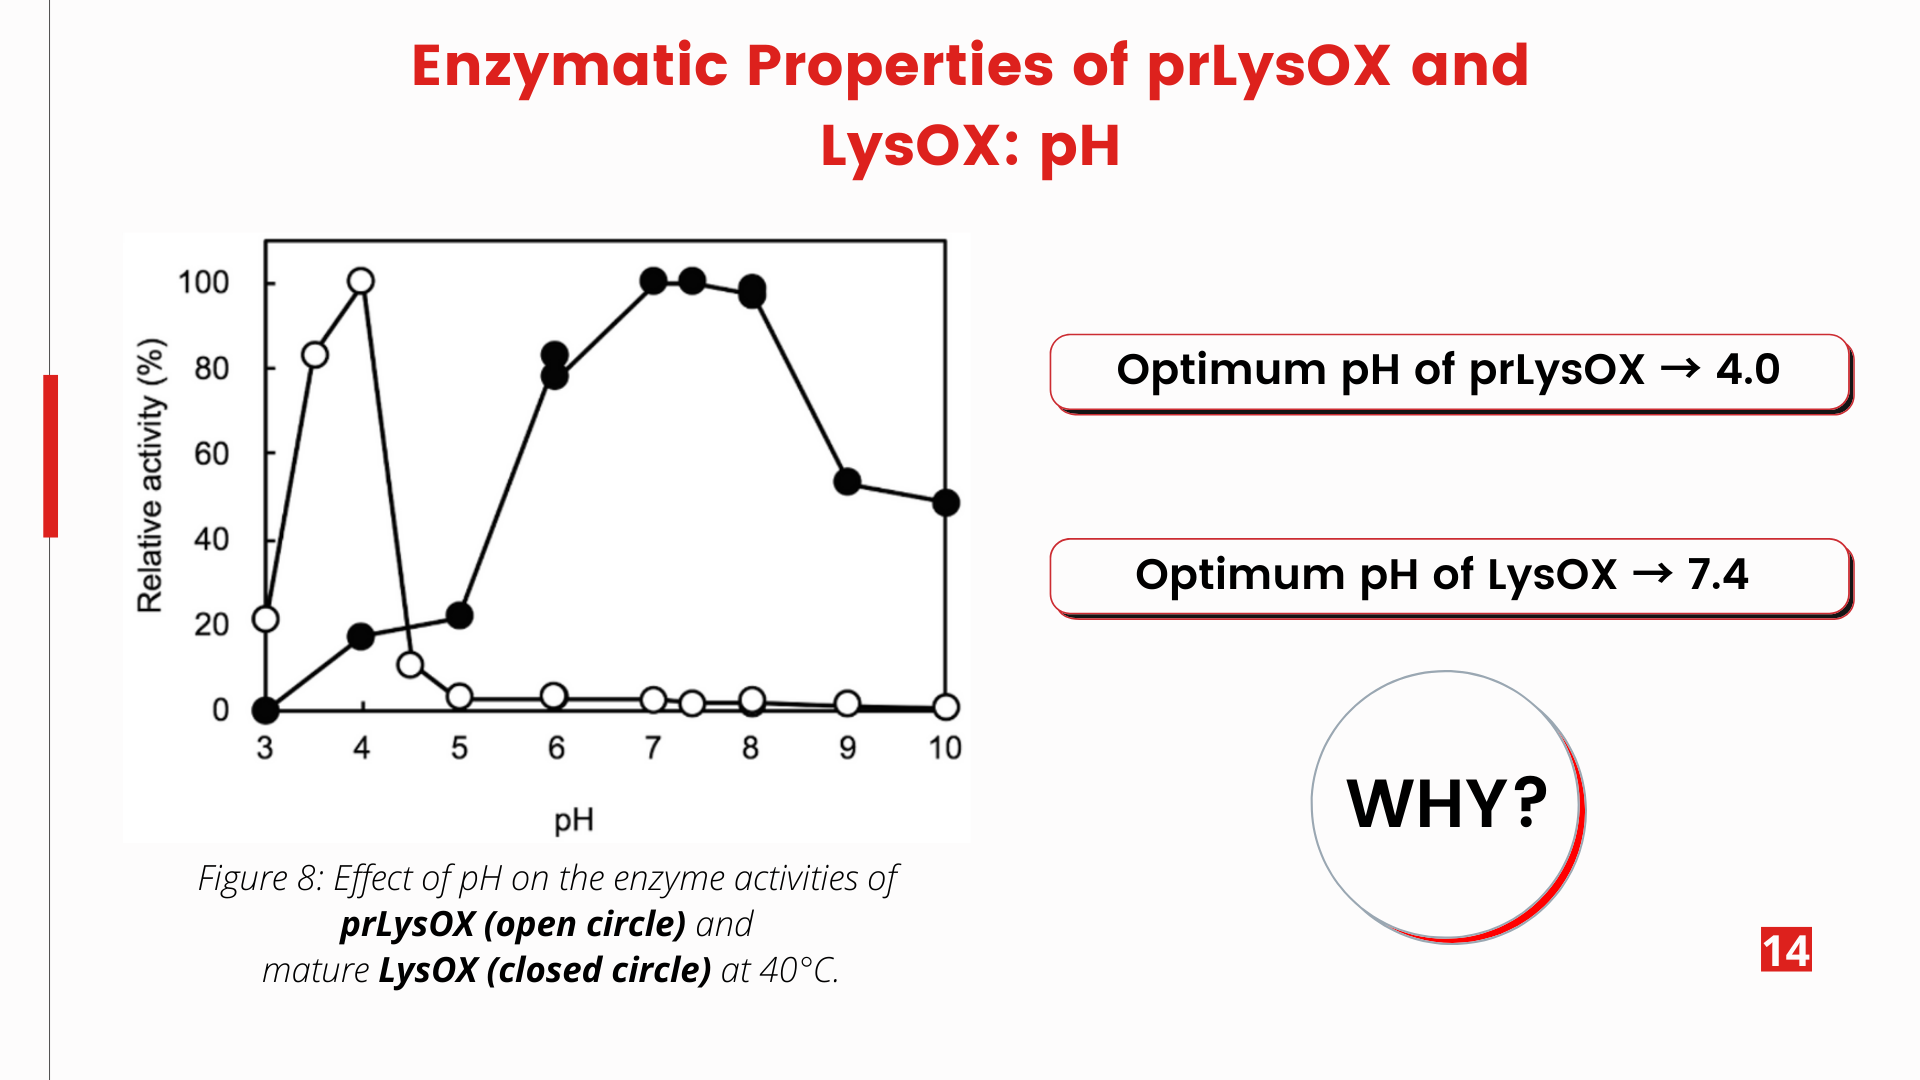 Enzymatic Properties of prLysOX and
LysOX: pH
100
80
60
40
20
0
Relative activity (%)
3 4 5 6 7 8 9 10
pH
Figure 8: Effect of pH on the enzyme activities of
prLysOX (open circle) and
mature LysOX (closed circle) at 40°C.
Optimum pH of prLysOX → 4.0
Optimum pH of LysOX → 7.4
WHY?
14